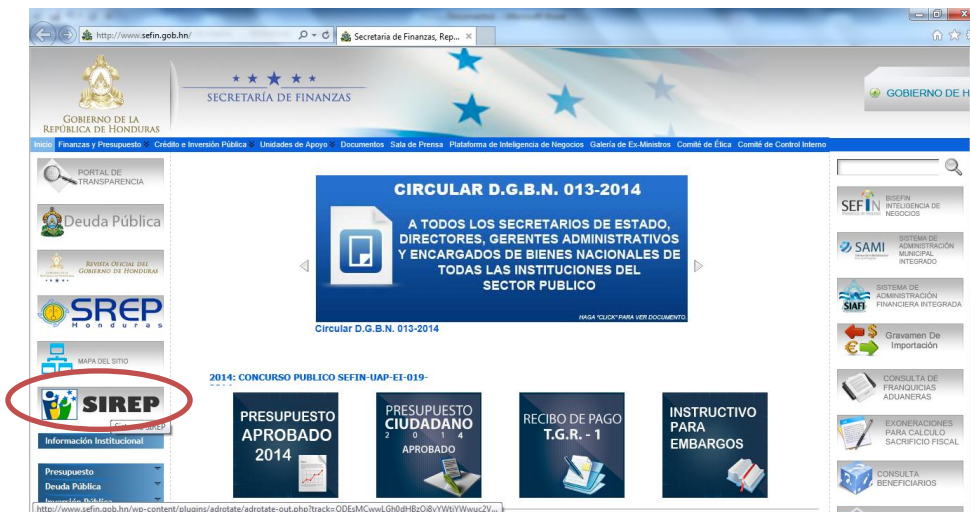 http://www.sefin.gob.hn/
Secretaria de Finanzas, Rep...
GOBIERNO DE LA
REPÚBLICA DE HONDURAS
SECRETARÍA DE FINANZAS
GOBIERNO DE H
Inicio Finanzas y Presupuesto Crédito e Inversión Pública Unidades de Apoyo Documentos Sala de Prensa Plataforma de Inteligencia de Negocios Galería de Ex-Ministros Comité de Ética Comité de Control Interno
PORTAL DE
TRANSPARENCIA
Deuda Pública
REVISTA OFICIAL DEL
GOBIERNO DE HONDURAS
SREP
Honduras
MAPA DEL SITIO
SIREP
SIREP
Información Institucional
Presupuesto
Deuda Pública
Inversión Pública
CIRCULAR D.G.B.N. 013-2014
A TODOS LOS SECRETARIOS DE ESTADO,
DIRECTORES, GERENTES ADMINISTRATIVOS
Y ENCARGADOS DE BIENES NACIONALES DE
TODAS LAS INSTITUCIONES DEL
SECTOR PUBLICO
HAGA "CLICK" PARA VER DOCUMENTO.
Circular D.G.B.N. 013-2014
2014: CONCURSO PUBLICO SEFIN-UAP-EI-019-
PRESUPUESTO
APROBADO
2014
PRESUPUESTO
CIUDADANO
2 0 1 4
APROBADO
RECIBO DE PAGO
T.G.R. - 1
INSTRUCTIVO
PARA
EMBARGOS
SEFIN
BISEFIN
INTELIGENCIA DE
NEGOCIOS
SAMI
SISTEMA DE
ADMINISTRACIÓN
MUNICIPAL
INTEGRADO
SIAFI
SISTEMA DE
ADMINISTRACIÓN
FINANCIERA INTEGRADA
Gravamen De
Importación
CONSULTA DE
FRANQUICIAS
ADUANERAS
EXONERACIONES
PARA CALCULO
SACRIFICIO FISCAL
CONSULTA
BENEFICIARIOS